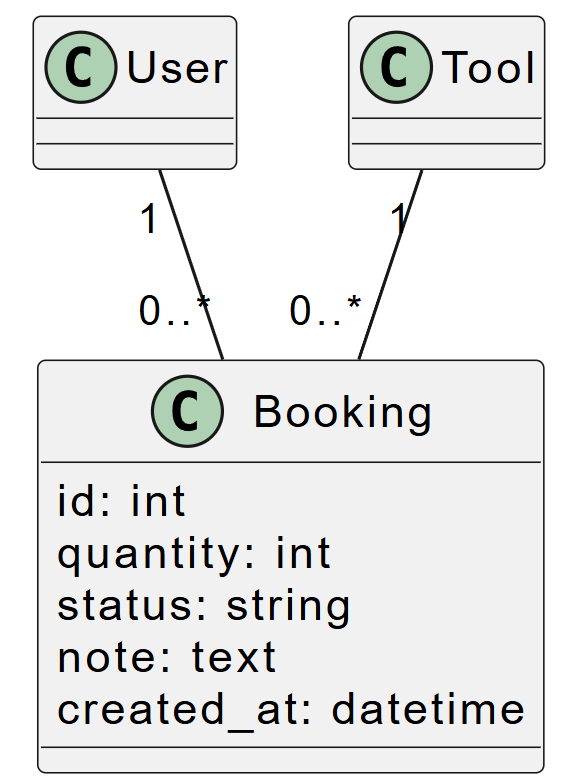 C User
C Tool
1
1
0..*
0..*
C Booking
id: int
quantity: int
status: string
note: text
created_at: datetime